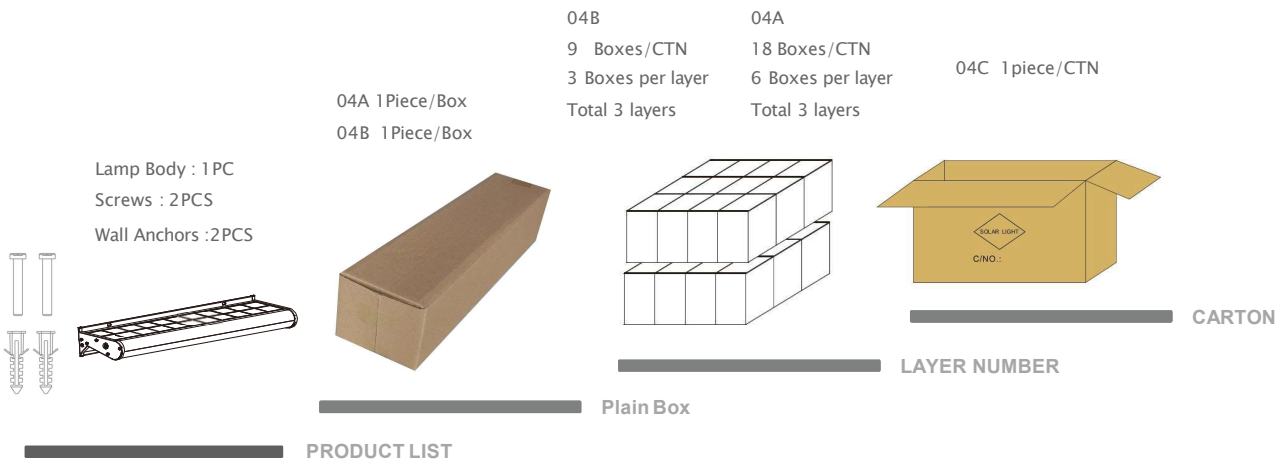 04B
9 Boxes/CTN
3 Boxes per layer
Total 3 layers
04A
18 Boxes/CTN
6 Boxes per layer
Total 3 layers
04C 1piece/CTN
04A 1Piece/Box
04B 1Piece/Box
Lamp Body : 1PC
Screws : 2PCS
Wall Anchors :2PCS
SOLAR LIGHT
C/NO.:
CARTON
LAYER NUMBER
Plain Box
PRODUCT LIST